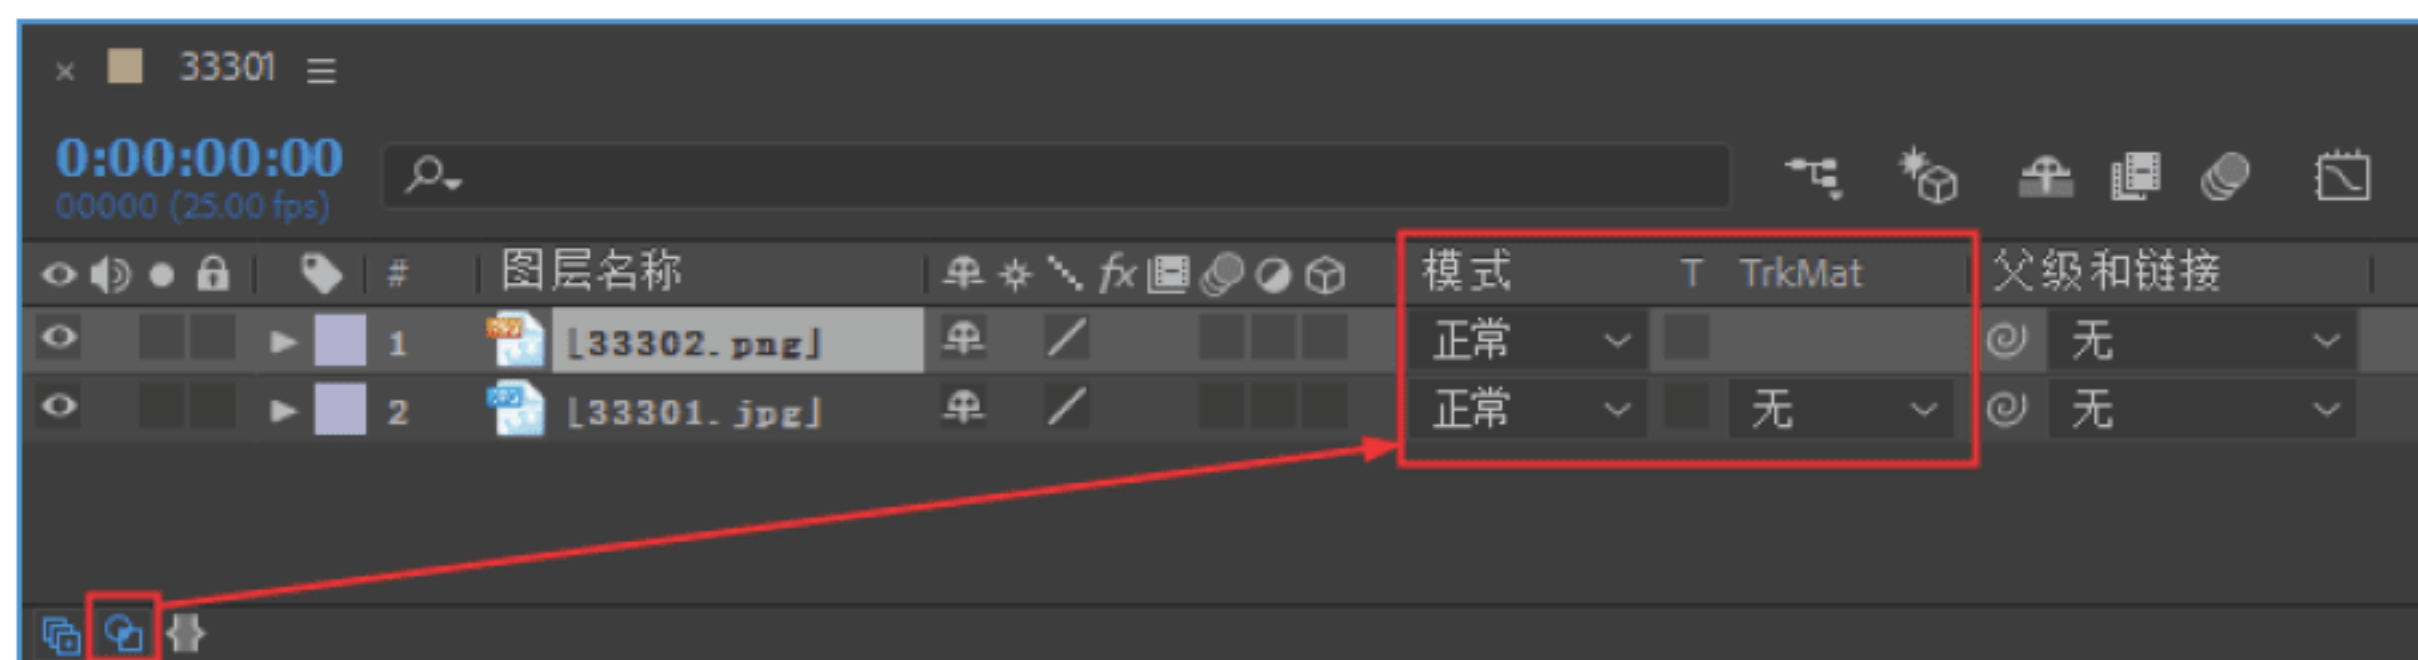 33301
0:00:00:00
00000 (25.00 fps)
# 图层名称 fx 模式 T TrkMat 父级和链接
1 [33302.png] 正常 无
2 [33301.jpg] 正常 无 无